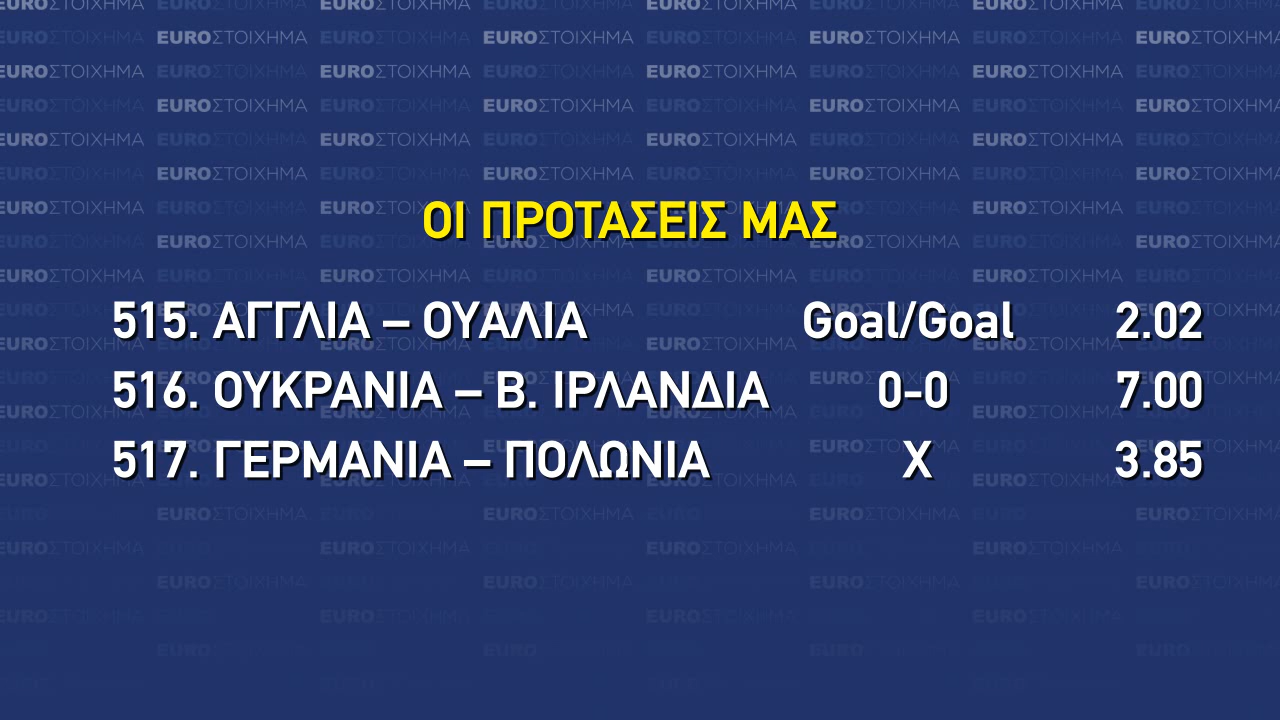 ΟΙ ΠΡΟΤΑΣΕΙΣ ΜΑΣ
515. ΑΓΓΛΙΑ – ΟΥΑΛΙΑ Goal/Goal 2.02
516. ΟΥΚΡΑΝΙΑ – Β. ΙΡΛΑΝΔΙΑ 0-0 7.00
517. ΓΕΡΜΑΝΙΑ – ΠΟΛΩΝΙΑ Χ 3.85
EUROΣΤΟΙΧΗΜΑ